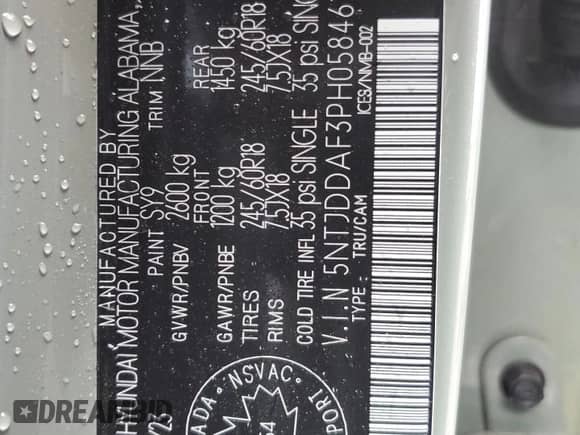 MANUFACTURED BY
HYUNDAI MOTOR MANUFACTURING ALABAMA,
PAINT SY9 TRIM NNB
GVWR/PNBV 2600 kg
FRONT REAR
GAWR/PNBE 1200 kg 1450 kg
TIRES 245/60R18 245/60R18
RIMS 7.5JX18 7.5JX18
COLD TIRE INFL 35 psi SINGLE 35 psi SINGLE
V.I.N 5NTJDDAF3PH05846
TYPE : TRU/CAM ICE8/NMB-002
NSVAC
DREAMBID